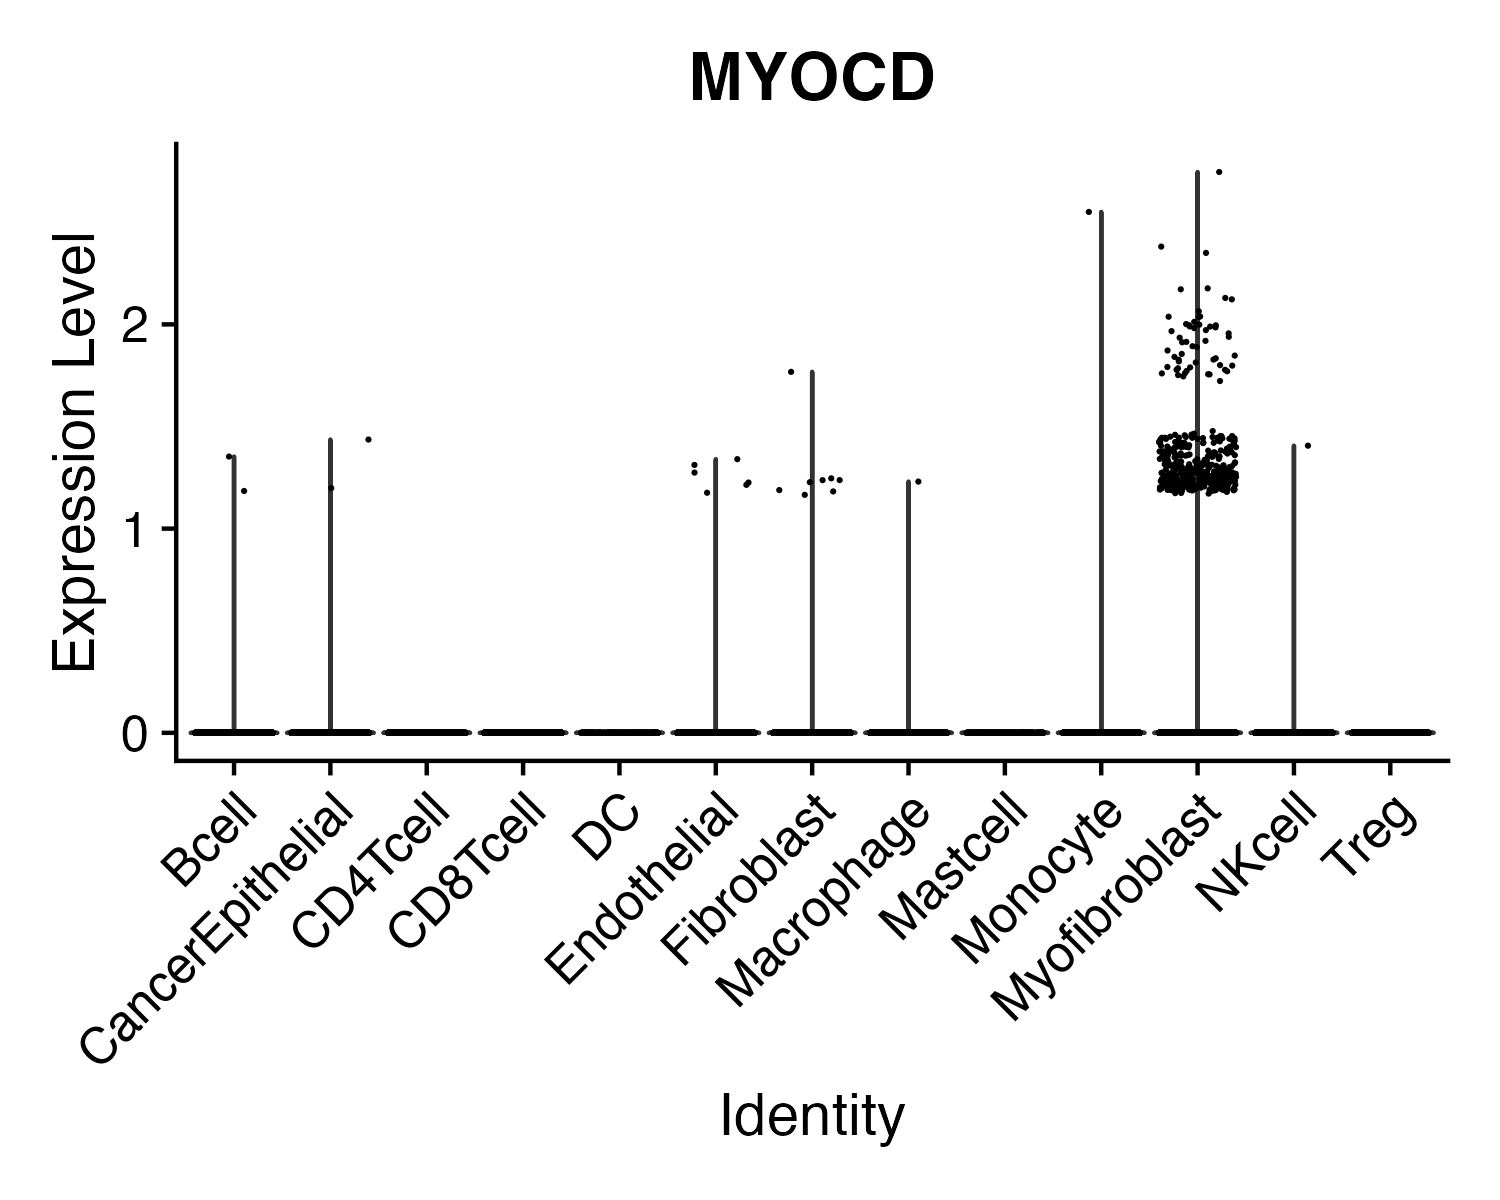 MYOCD
Expression Level
2
1
0
Bcell
CancerEpithelial
CD4Tcell
CD8Tcell
DC
Endothelial
Fibroblast
Macrophage
Mastcell
Monocyte
Myofibroblast
NKcell
Treg
Identity